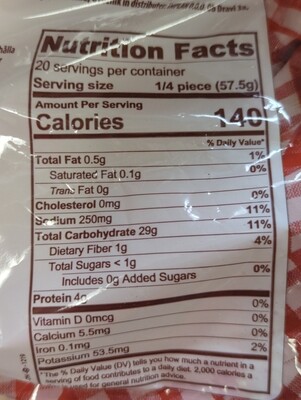 in distributör
Nutrition Facts
20 servings per container
Serving size 1/4 piece (57.5g)
Amount Per Serving
Calories 140
% Daily Value*
Total Fat 0.5g 1%
Saturated Fat 0.1g 0%
Trans Fat 0g
Cholesterol 0mg 0%
Sodium 250mg 11%
Total Carbohydrate 29g 11%
Dietary Fiber 1g 4%
Total Sugars < 1g
Includes 0g Added Sugars 0%
Protein 4g
Vitamin D 0mcg 0%
Calcium 5.5mg 0%
Iron 0.1mg 0%
Potassium 53.5mg 2%
*The % Daily Value (DV) tells you how much a nutrient in a
serving of food contributes to a daily diet. 2,000 calories a
used for general nutrition advice.